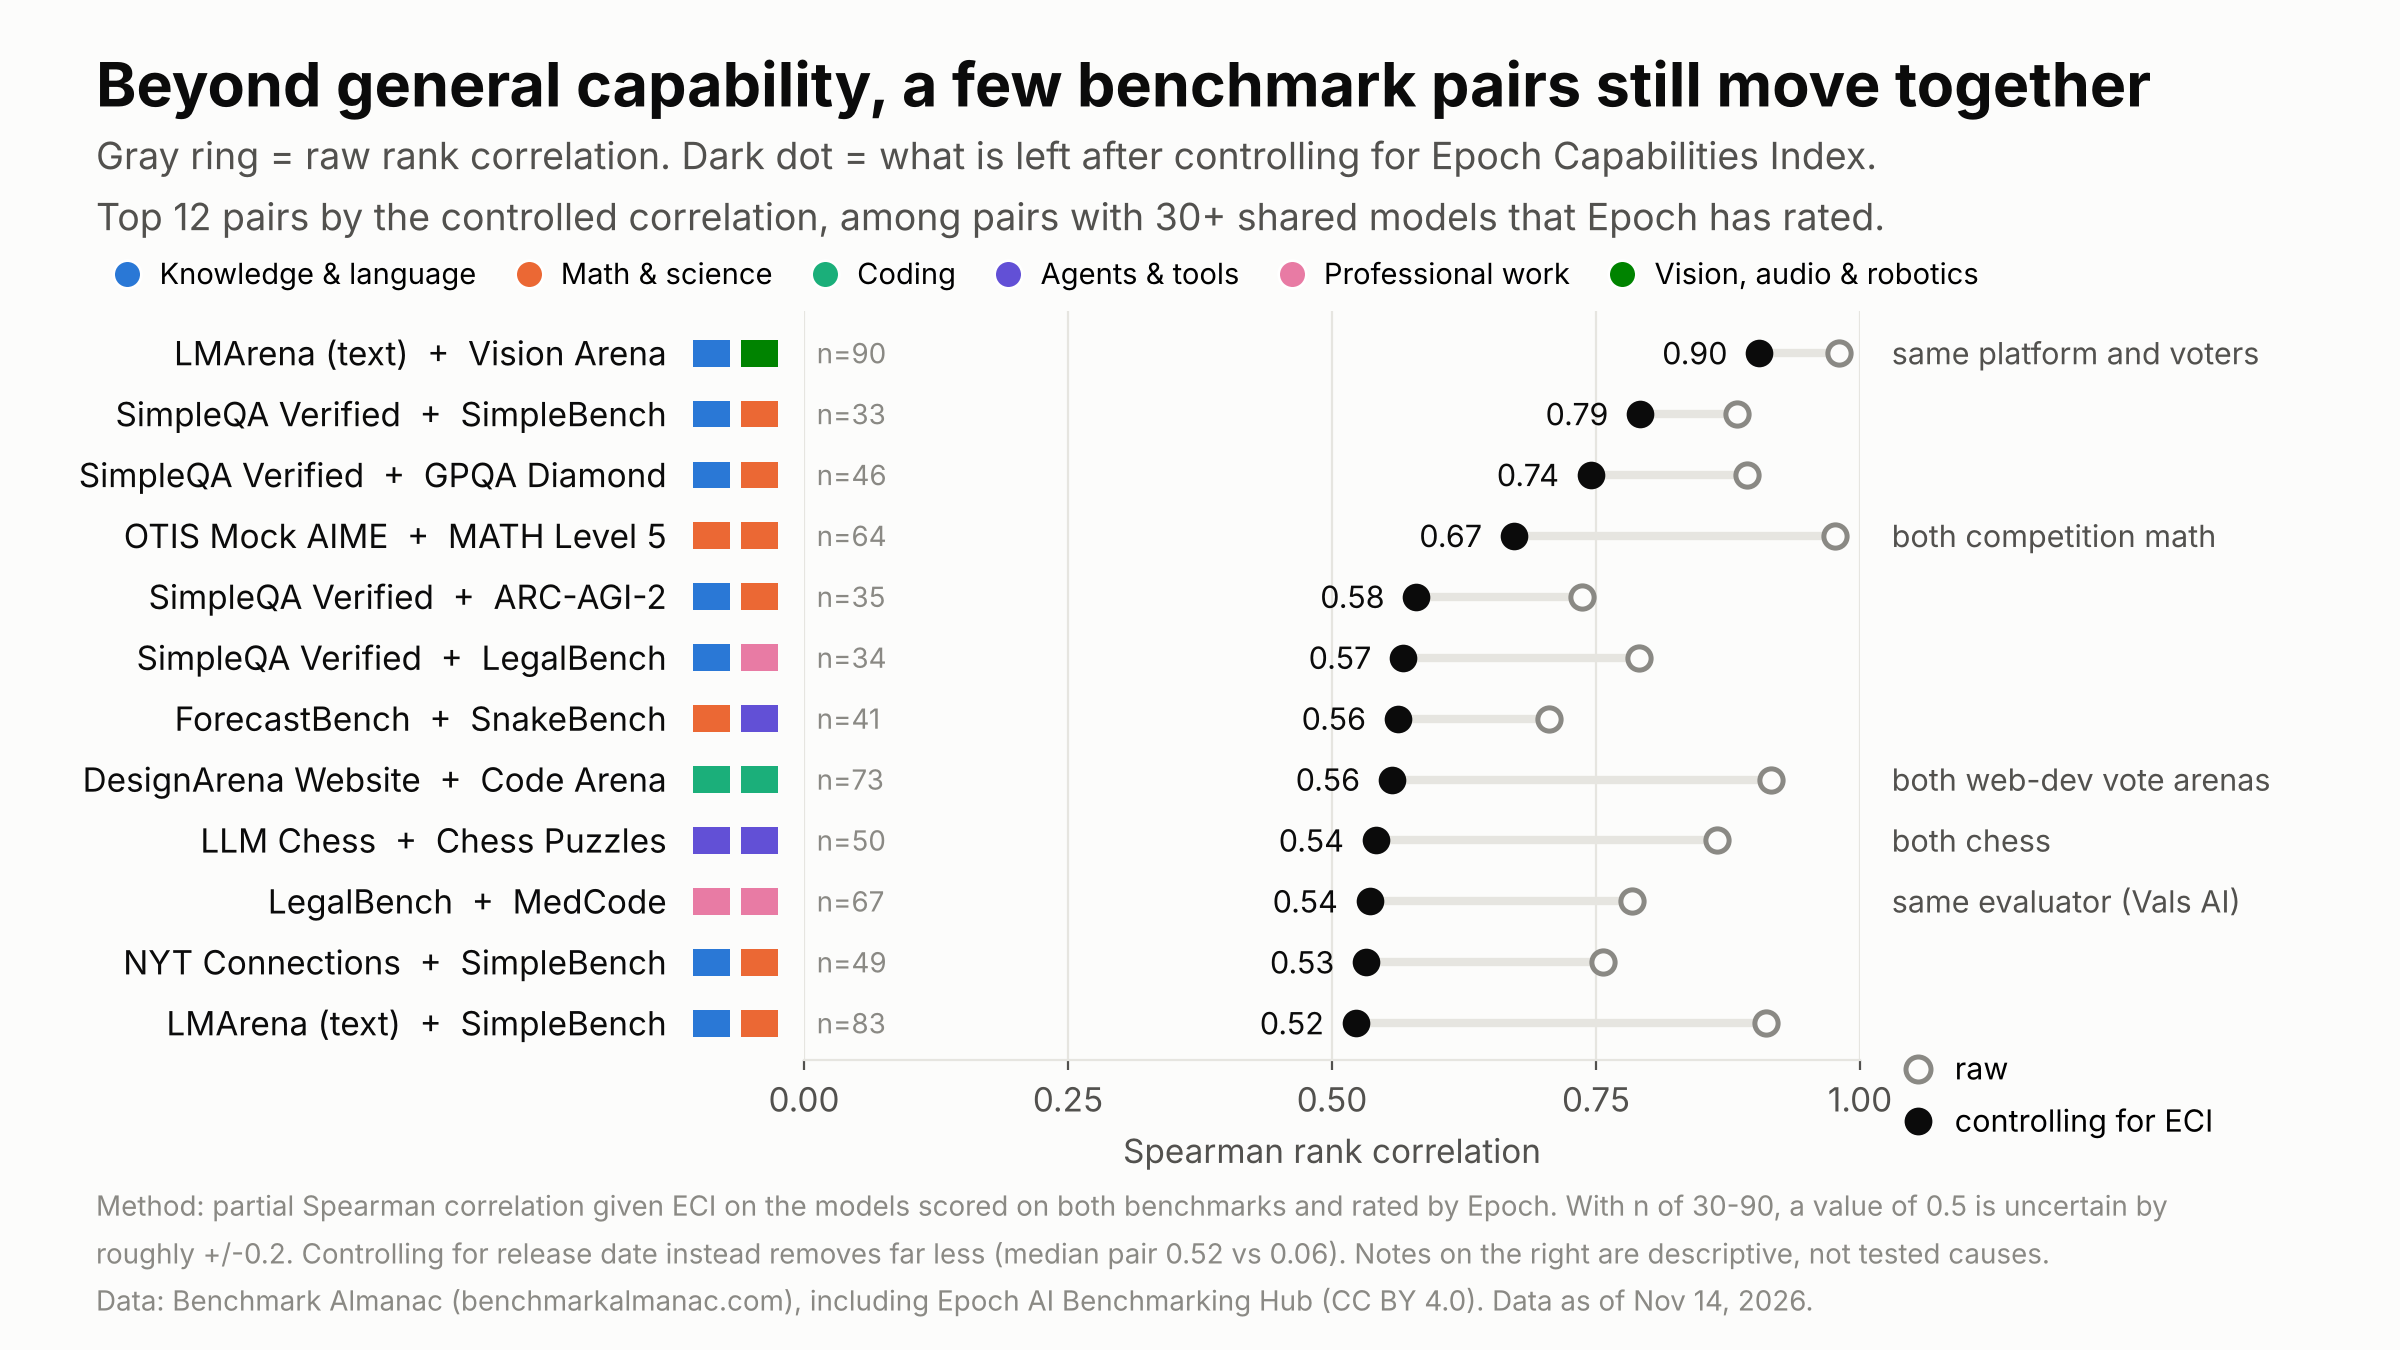 Beyond general capability, a few benchmark pairs still move together
Gray ring = raw rank correlation. Dark dot = what is left after controlling for Epoch Capabilities Index.
Top 12 pairs by the controlled correlation, among pairs with 30+ shared models that Epoch has rated.
Knowledge & language Math & science Coding Agents & tools Professional work Vision, audio & robotics
LMArena (text) + Vision Arena n=90 0.90 same platform and voters
SimpleQA Verified + SimpleBench n=33 0.79
SimpleQA Verified + GPQA Diamond n=46 0.74
OTIS Mock AIME + MATH Level 5 n=64 0.67 both competition math
SimpleQA Verified + ARC-AGI-2 n=35 0.58
SimpleQA Verified + LegalBench n=34 0.57
ForecastBench + SnakeBench n=41 0.56
DesignArena Website + Code Arena n=73 0.56 both web-dev vote arenas
LLM Chess + Chess Puzzles n=50 0.54 both chess
LegalBench + MedCode n=67 0.54 same evaluator (Vals AI)
NYT Connections + SimpleBench n=49 0.53
LMArena (text) + SimpleBench n=83 0.52
raw
0.00 0.25 0.50 0.75 1.00
controlling for ECI
Spearman rank correlation
Method: partial Spearman correlation given ECI on the models scored on both benchmarks and rated by Epoch. With n of 30-90, a value of 0.5 is uncertain by
roughly +/-0.2. Controlling for release date instead removes far less (median pair 0.52 vs 0.06). Notes on the right are descriptive, not tested causes.
Data: Benchmark Almanac (benchmarkalmanac.com), including Epoch AI Benchmarking Hub (CC BY 4.0). Data as of Nov 14, 2026.